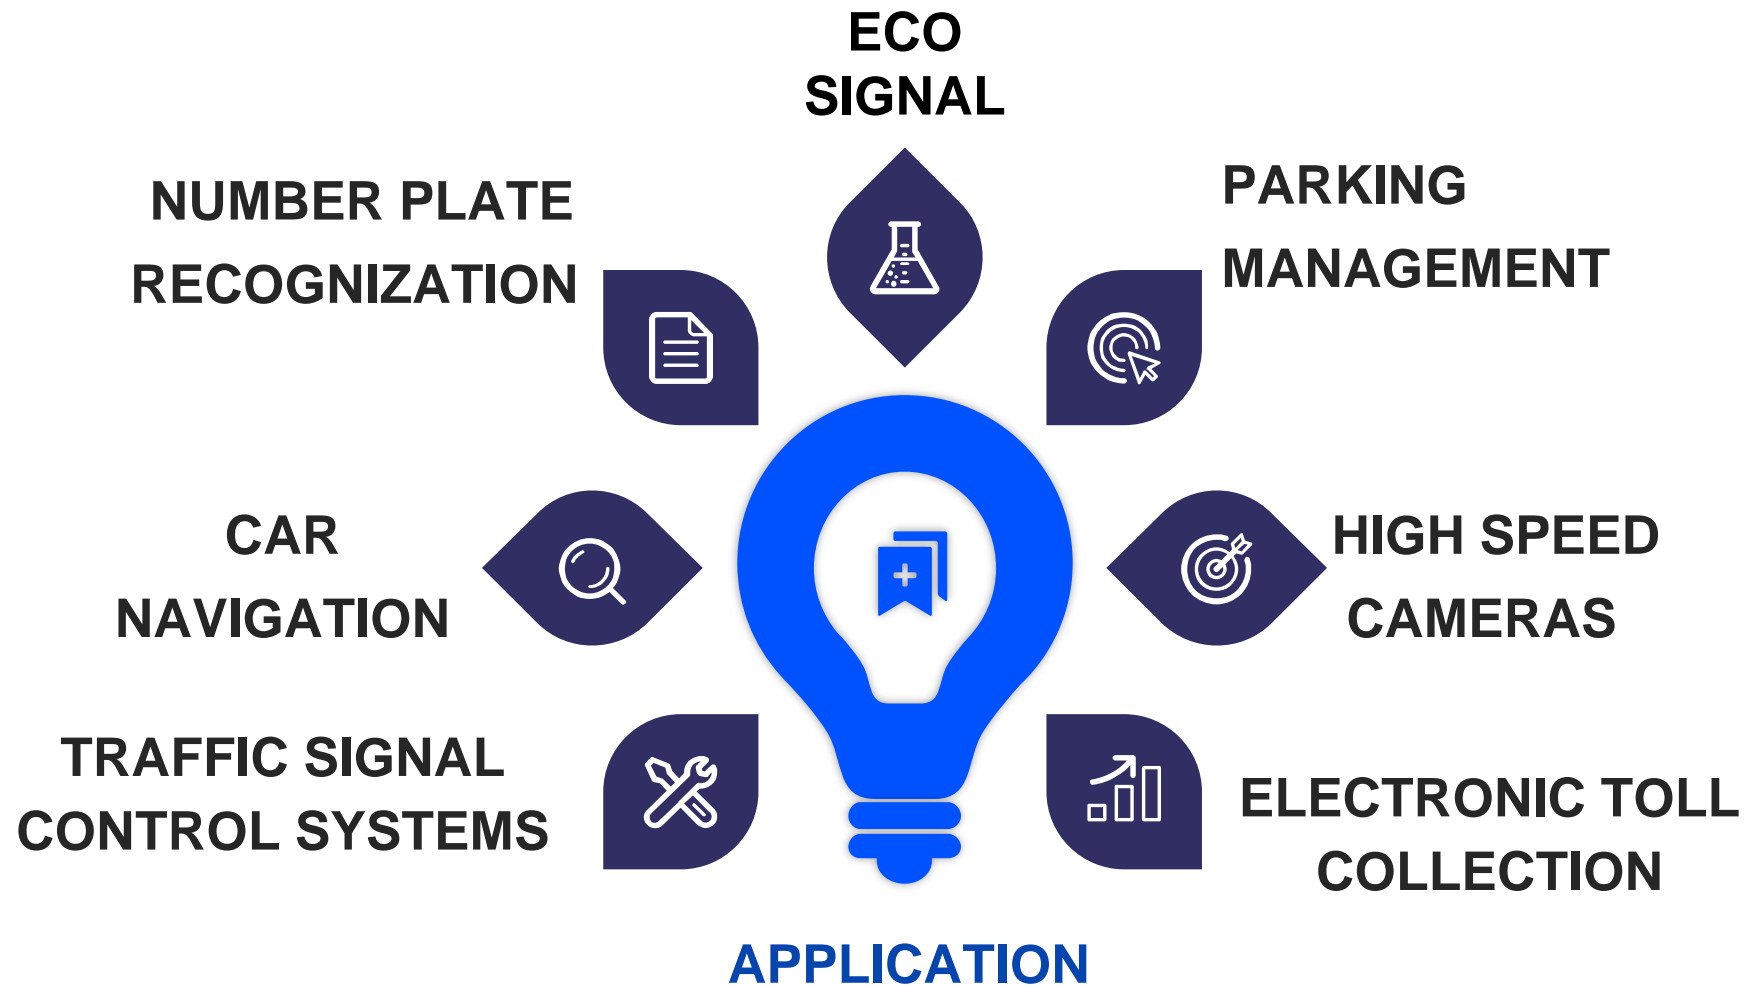 ECO
SIGNAL
NUMBER PLATE
RECOGNIZATION
PARKING
MANAGEMENT
CAR
NAVIGATION
HIGH SPEED
CAMERAS
TRAFFIC SIGNAL
CONTROL SYSTEMS
ELECTRONIC TOLL
COLLECTION
APPLICATION